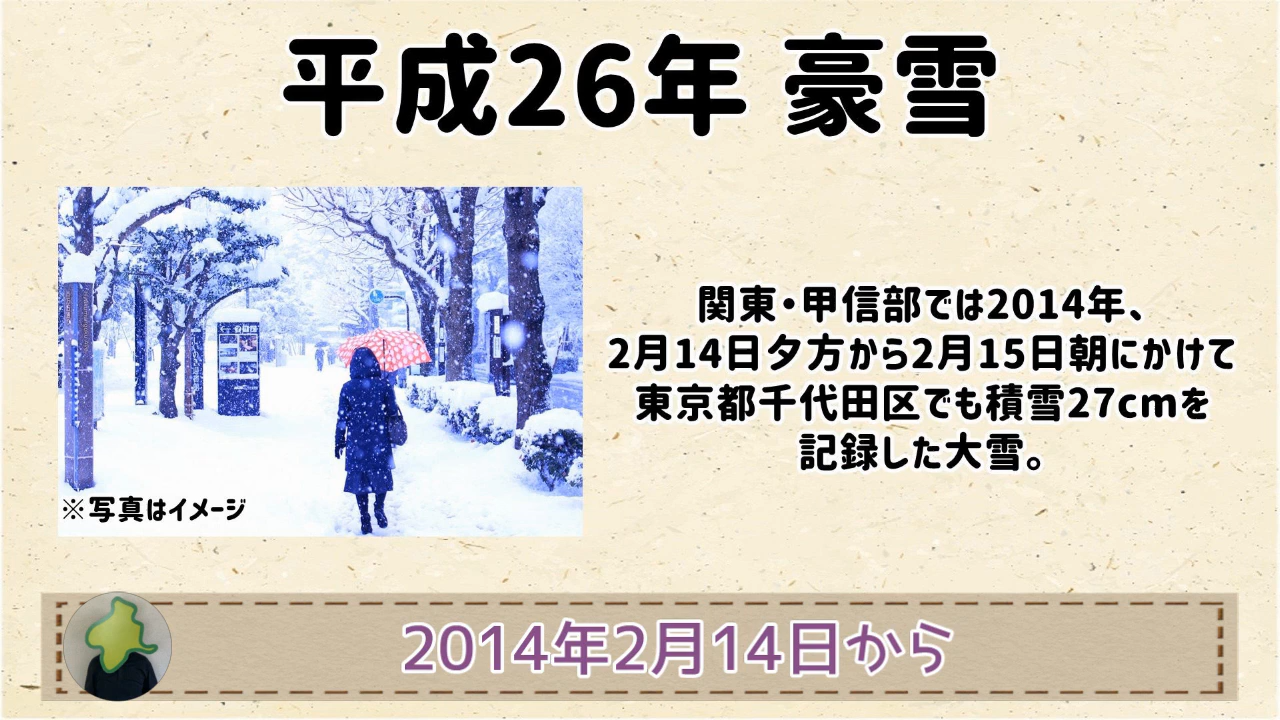 平成26年 豪雪
関東・甲信部では2014年、
2月14日夕方から2月15日朝にかけて
東京都千代田区でも積雪27cmを
記録した大雪。
※写真はイメージ
2014年2月14日から